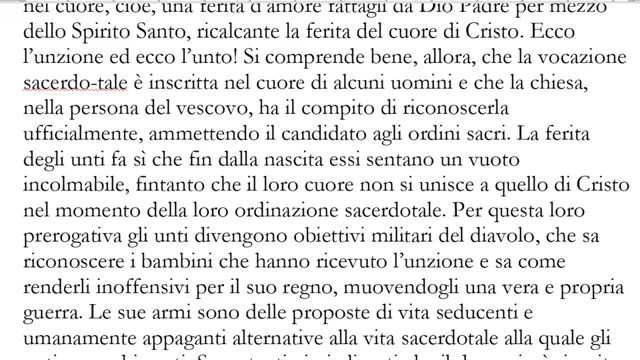 nel cuore, cioè, una ferita d'amore fattagli da Dio Padre per mezzo
dello Spirito Santo, ricalcante la ferita del cuore di Cristo. Ecco
l'unzione ed ecco l'unto! Si comprende bene, allora, che la vocazione
sacerdo-tale è inscritta nel cuore di alcuni uomini e che la chiesa,
nella persona del vescovo, ha il compito di riconoscerla
ufficialmente, ammettendo il candidato agli ordini sacri. La ferita
degli unti fa sì che fin dalla nascita essi sentano un vuoto
incolmabile, fintanto che il loro cuore non si unisce a quello di Cristo
nel momento della loro ordinazione sacerdotale. Per questa loro
prerogativa gli unti divengono obiettivi militari del diavolo, che sa
riconoscere i bambini che hanno ricevuto l'unzione e sa come
renderli inoffensivi per il suo regno, muovendogli una vera e propria
guerra. Le sue armi sono delle proposte di vita seducenti e
umanamente appaganti alternative alla vita sacerdotale alla quale gli